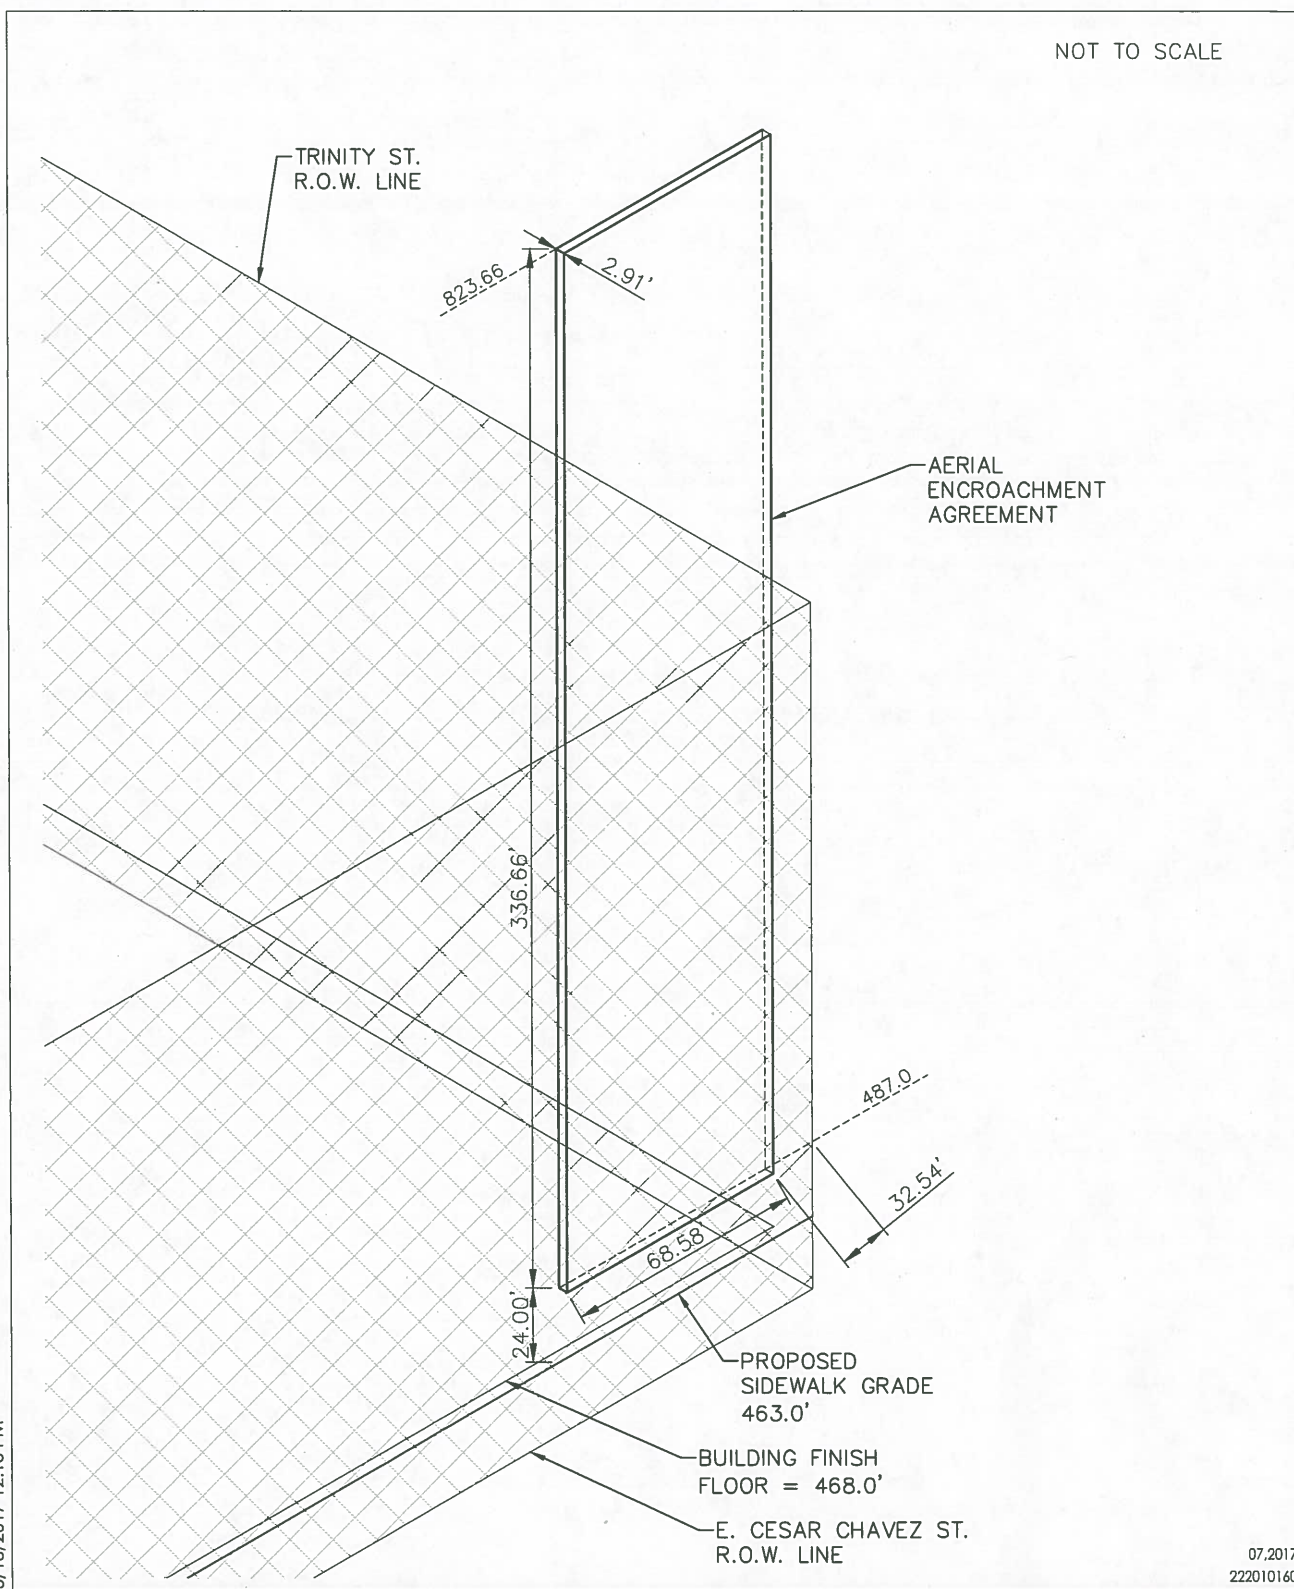 NOT TO SCALE
TRINITY ST.
R.O.W. LINE
823.66
2.91'
AERIAL
ENCROACHMENT
AGREEMENT
336.66'
487.0
32.54'
68.58
24.00'
PROPOSED
SIDEWALK GRADE
463.0'
BUILDING FINISH
FLOOR = 468.0'
E. CESAR CHAVEZ ST.
R.O.W. LINE
07,2017
222010160